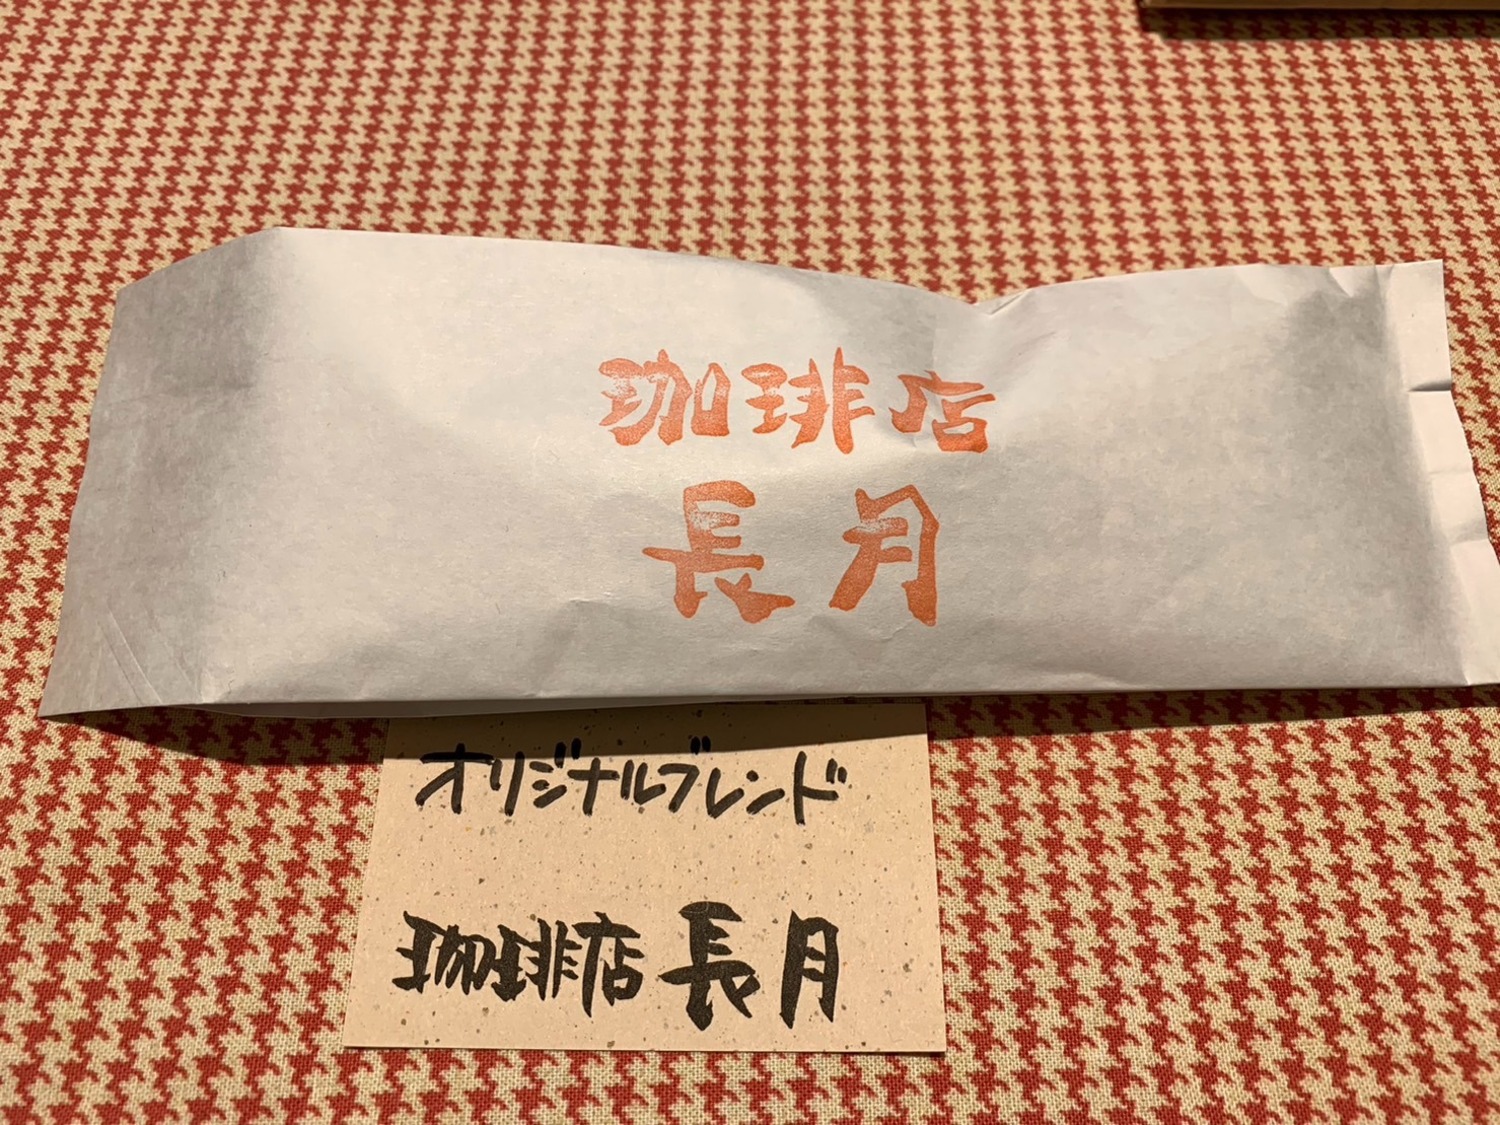 珈琲店
長月
オリジナルブレンド
珈琲店 長月